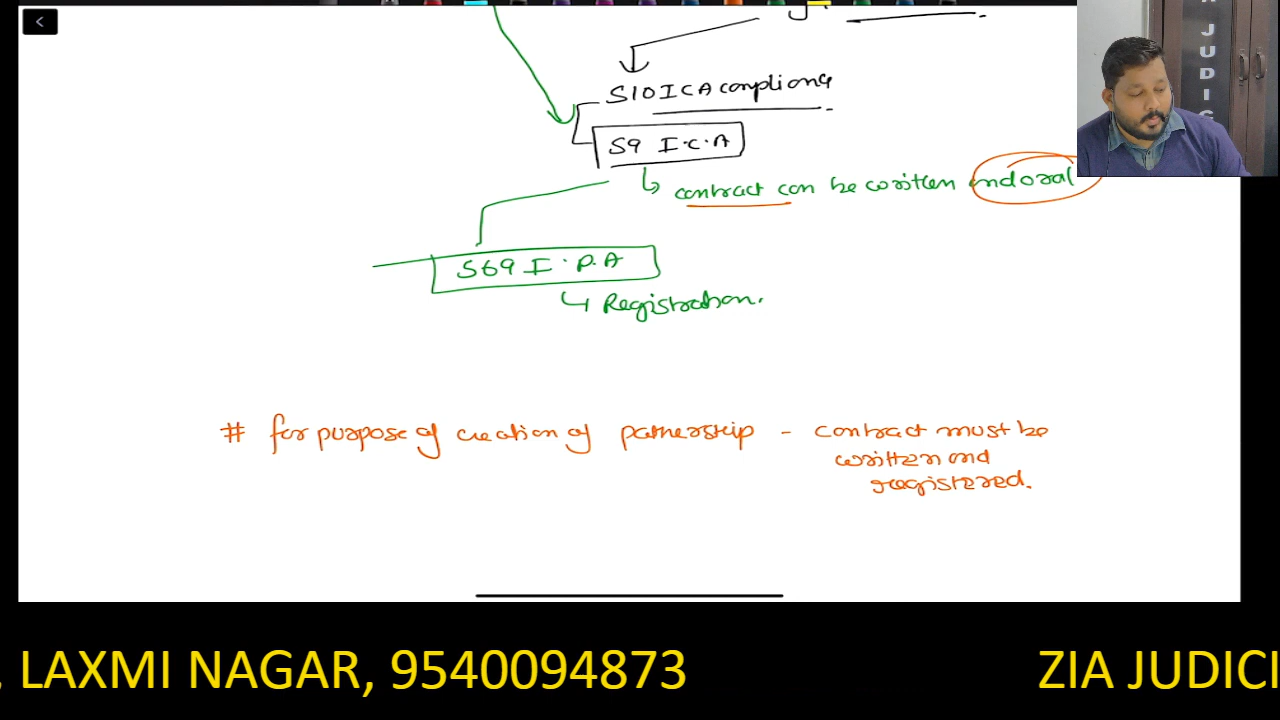 S10 I C A compliance
S9 I.C.A
contract can be written and oral
S69 I.P.A
Registration.
# for purpose of creation of partnership - contract must be
written and
registered.
JUDIC
LAXMI NAGAR, 9540094873
ZIA JUDICI